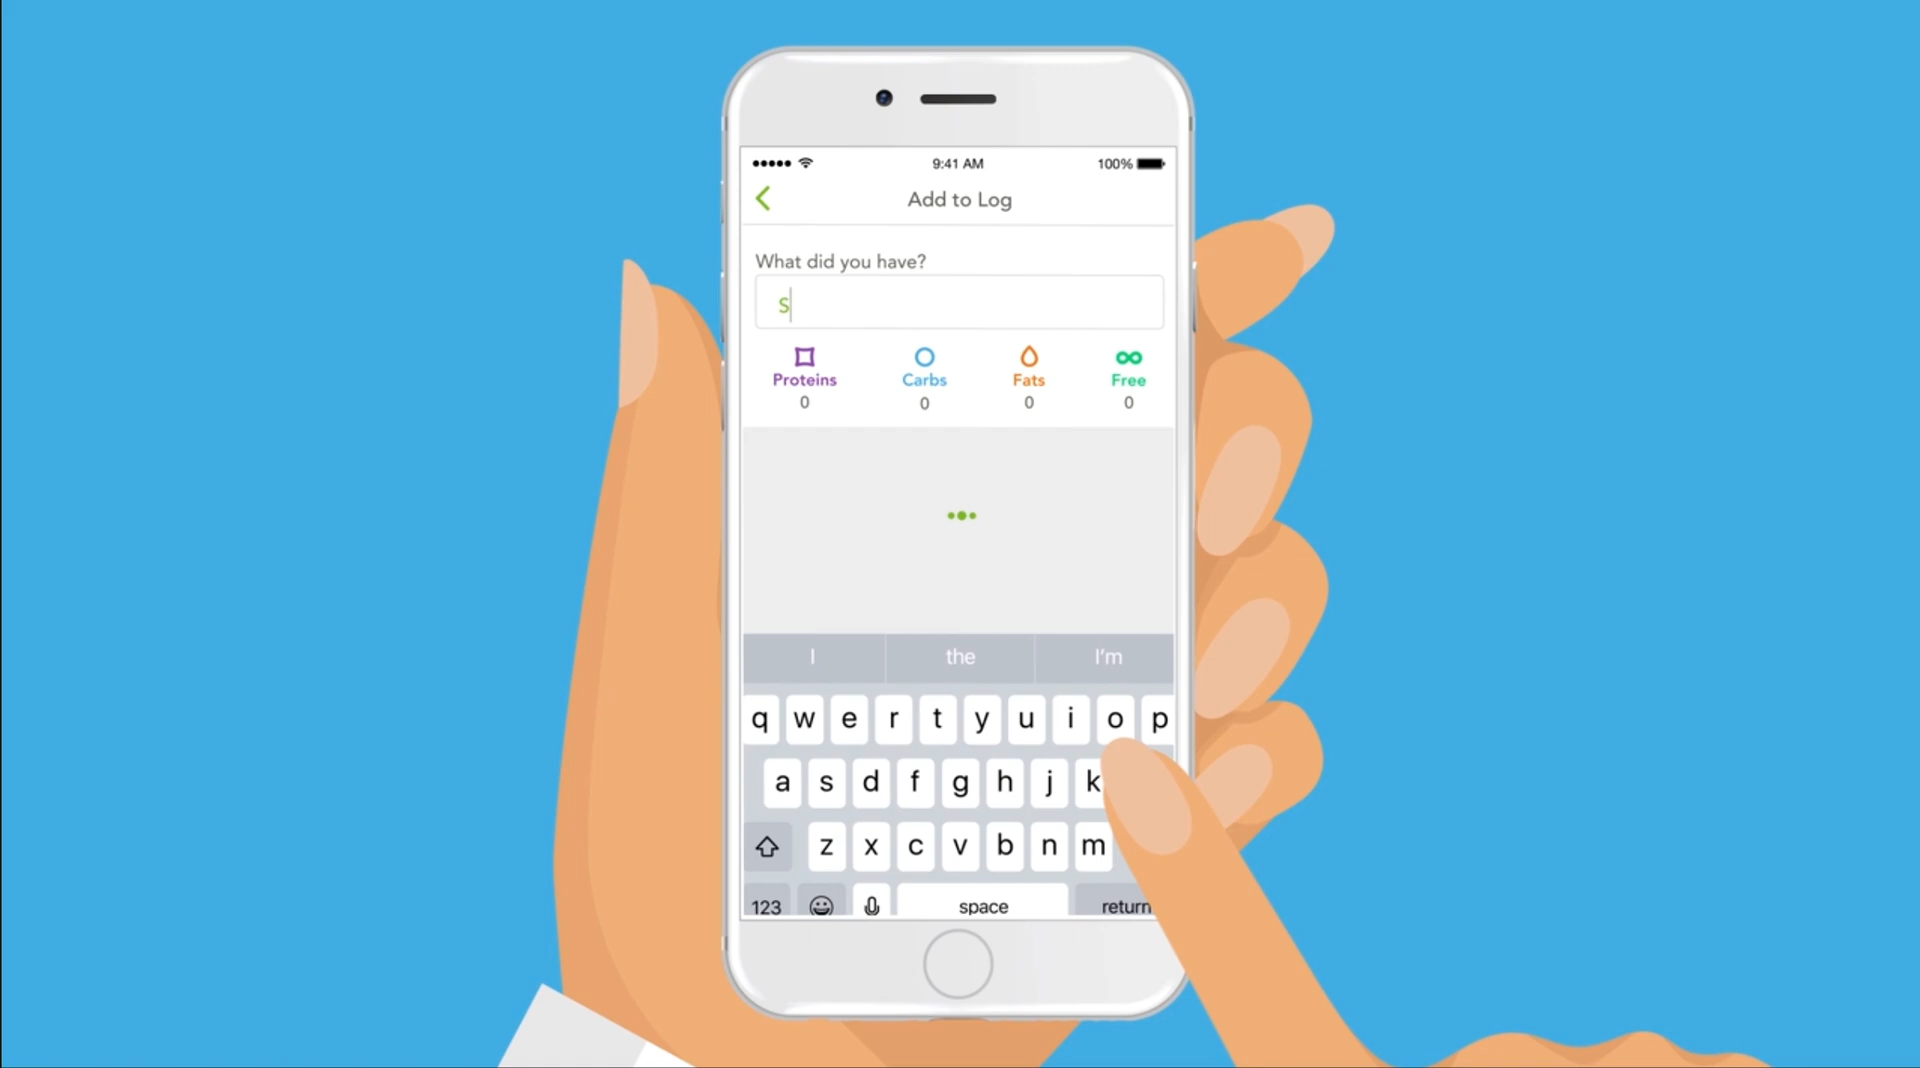 9:41 AM 100%
Add to Log
What did you have?
S
Proteins Carbs Fats Free
0 0 0 0
I the I'm
q w e r t y u i o p
a s d f g h j k
z x c v b n m
123 space return